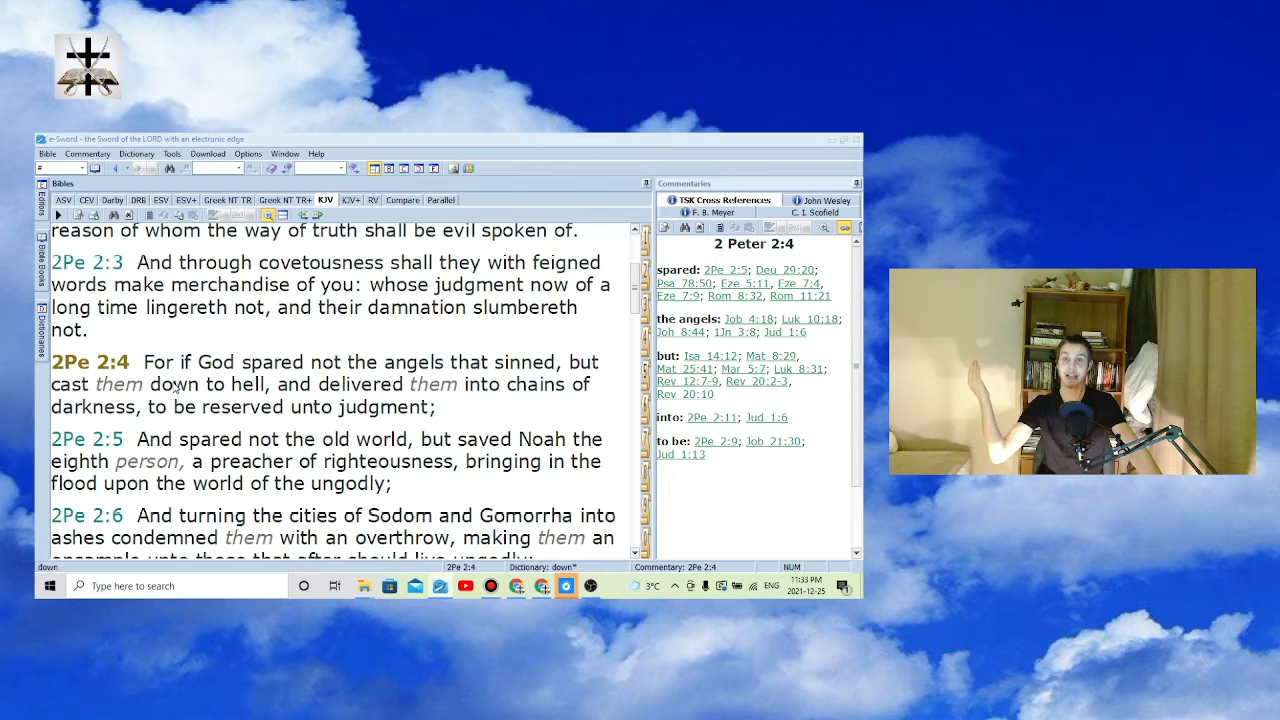 e-Sword - the Sword of the LORD with an electronic edge
Bible Commentary Dictionary Tools Download Options Window Help
#
Bibles
ASV CEV Darby DRB ESV ESV+ Greek NT TR Greek NT TR+ KJV KJV+ RV Compare Parallel
Editors
Bible Books
Dictionaries
reason of whom the way of truth shall be evil spoken of.
2Pe 2:3 And through covetousness shall they with feigned
words make merchandise of you: whose judgment now of a
long time lingereth not, and their damnation slumbereth
not.
2Pe 2:4 For if God spared not the angels that sinned, but
cast them down to hell, and delivered them into chains of
darkness, to be reserved unto judgment;
2Pe 2:5 And spared not the old world, but saved Noah the
eighth person, a preacher of righteousness, bringing in the
flood upon the world of the ungodly;
2Pe 2:6 And turning the cities of Sodom and Gomorrha into
ashes condemned them with an overthrow, making them an
ensample unto those that after should live ungodly;
Commentaries
TSK Cross References John Wesley
F. B. Meyer C. I. Scofield
2 Peter 2:4
spared: 2Pe 2:5; Deu 29:20;
Psa 78:50; Eze 5:11, Eze 7:4,
Eze 7:9; Rom 8:32, Rom 11:21
the angels: Job 4:18; Luk 10:18;
Joh 8:44; 1Jn 3:8; Jud 1:6
but: Isa 14:12; Mat 8:29,
Mat 25:41; Mar 5:7; Luk 8:31;
Rev 12:7-9, Rev 20:2-3,
Rev 20:10
into: 2Pe 2:11; Jud 1:6
to be: 2Pe 2:9; Job 21:30;
Jud 1:13
down 2Pe 2:4 Dictionary: down* Commentary: 2Pe 2:4 NUM
Type here to search
3°C ENG 11:33 PM
2021-12-25